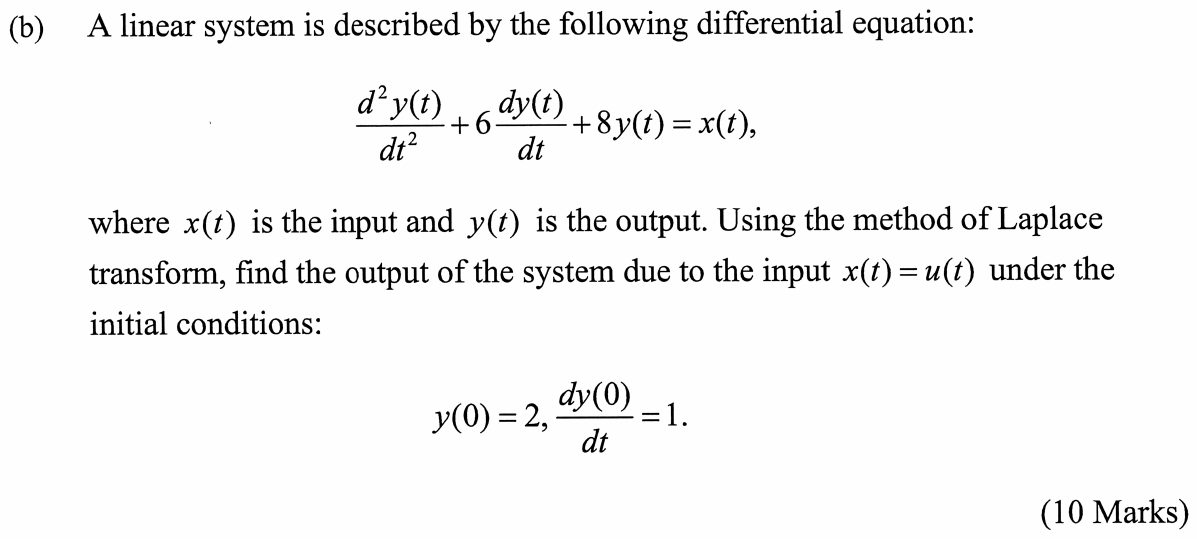 (b) A linear system is described by the following differential equation:
d²y(t)/dt² + 6 dy(t)/dt + 8y(t) = x(t),
where x(t) is the input and y(t) is the output. Using the method of Laplace
transform, find the output of the system due to the input x(t) = u(t) under the
initial conditions:
y(0) = 2, dy(0)/dt = 1.
(10 Marks)